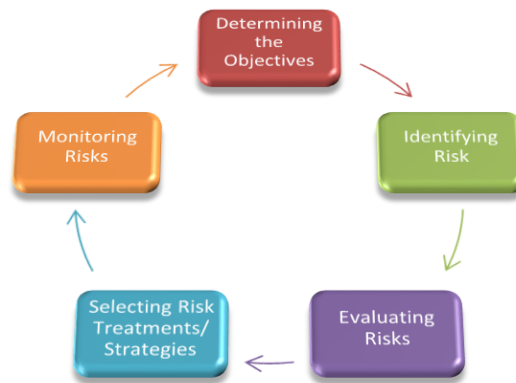 Determining
the
Objectives
Identifying
Risk
Evaluating
Risks
Selecting Risk
Treatments/
Strategies
Monitoring
Risks